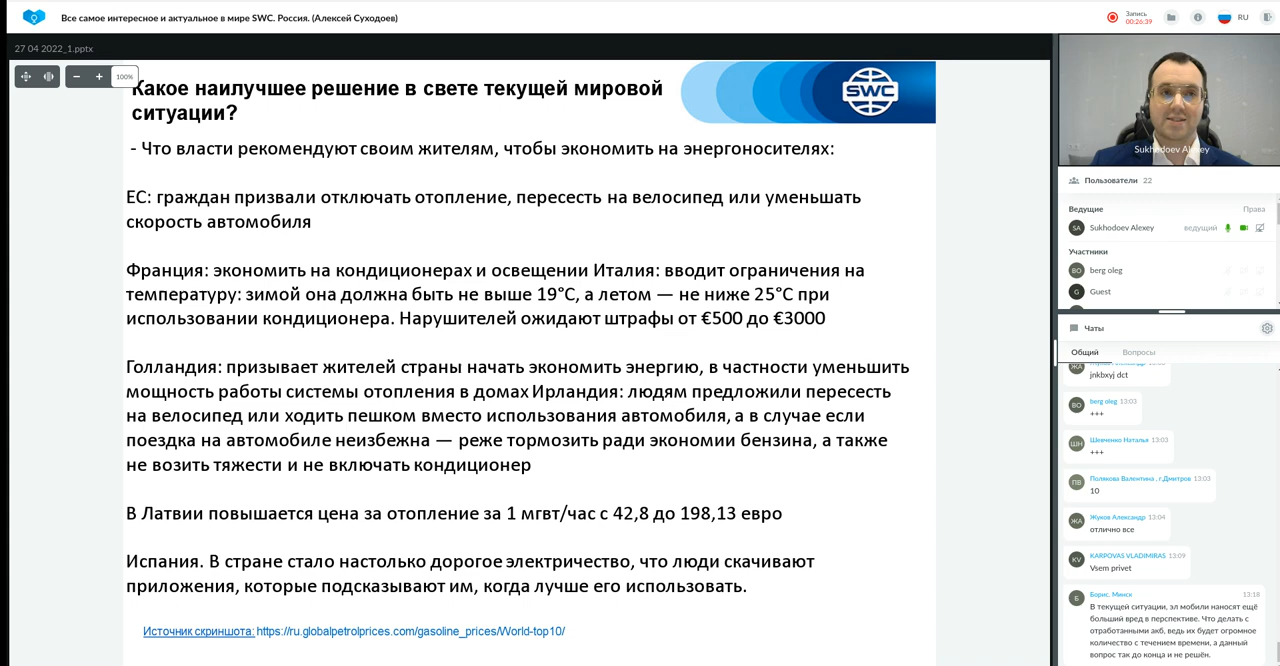 Все самое интересное и актуальное в мире SWC. Россия. (Алексей Суходоев)
Запись
00:26:39
RU
27 04 2022_1.pptx
100%
Какое наилучшее решение в свете текущей мировой
ситуации?
SWC
- Что власти рекомендуют своим жителям, чтобы экономить на энергоносителях:
ЕС: граждан призвали отключать отопление, пересесть на велосипед или уменьшать
скорость автомобиля
Франция: экономить на кондиционерах и освещении Италия: вводит ограничения на
температуру: зимой она должна быть не выше 19°C, а летом — не ниже 25°C при
использовании кондиционера. Нарушителей ожидают штрафы от €500 до €3000
Голландия: призывает жителей страны начать экономить энергию, в частности уменьшить
мощность работы системы отопления в домах Ирландия: людям предложили пересесть
на велосипед или ходить пешком вместо использования автомобиля, а в случае если
поездка на автомобиле неизбежна — реже тормозить ради экономии бензина, а также
не возить тяжести и не включать кондиционер
В Латвии повышается цена за отопление за 1 мгвт/час с 42,8 до 198,13 евро
Испания. В стране стало настолько дорогое электричество, что люди скачивают
приложения, которые подсказывают им, когда лучше его использовать.
Источник скриншота: https://ru.globalpetrolprices.com/gasoline_prices/World-top10/
Sukhodoev Alexey
Пользователи 22
Ведущие Права
SA Sukhodoev Alexey ведущий
Участники
BO berg oleg
G Guest
Чаты
Общий Вопросы
ЖА
jnkbxyj dct
BO berg oleg 13:03
+++
ШН Шевченко Наталья 13:03
+++
ПВ Полякова Валентина , г.Дмитров 13:03
10
ЖА Жуков Александр 13:04
отлично все
KV KARPOVAS VLADIMIRAS 13:09
Vsem privet
Б Борис. Минск 13:18
В текущей ситуации, эл мобили наносят ещё
больший вред в перспективе. Что делать с
отработанными акб, ведь их будет огромное
количество с течением времени, а данный
вопрос так до конца и не решён.